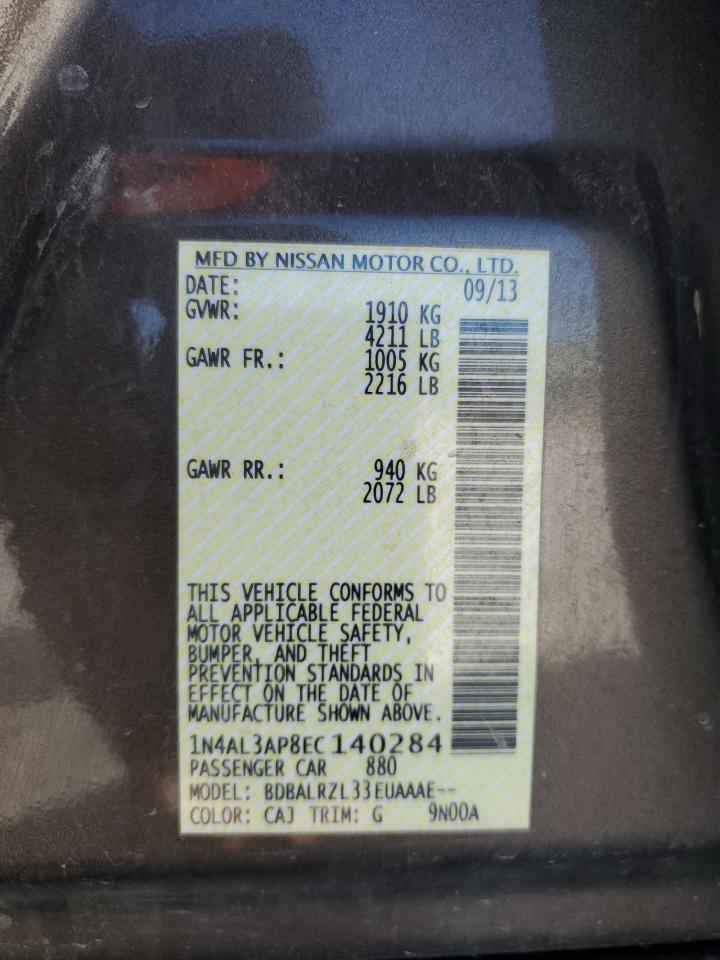 MFD BY NISSAN MOTOR CO., LTD.
DATE: 09/13
GVWR: 1910 KG
4211 LB
GAWR FR.: 1005 KG
2216 LB
GAWR RR.: 940 KG
2072 LB
THIS VEHICLE CONFORMS TO
ALL APPLICABLE FEDERAL
MOTOR VEHICLE SAFETY,
BUMPER, AND THEFT
PREVENTION STANDARDS IN
EFFECT ON THE DATE OF
MANUFACTURE SHOWN ABOVE.
1N4AL3AP8EC140284
PASSENGER CAR 880
MODEL: BDBALRZL33EUAAAE--
COLOR: CAJ TRIM: G 9N00A